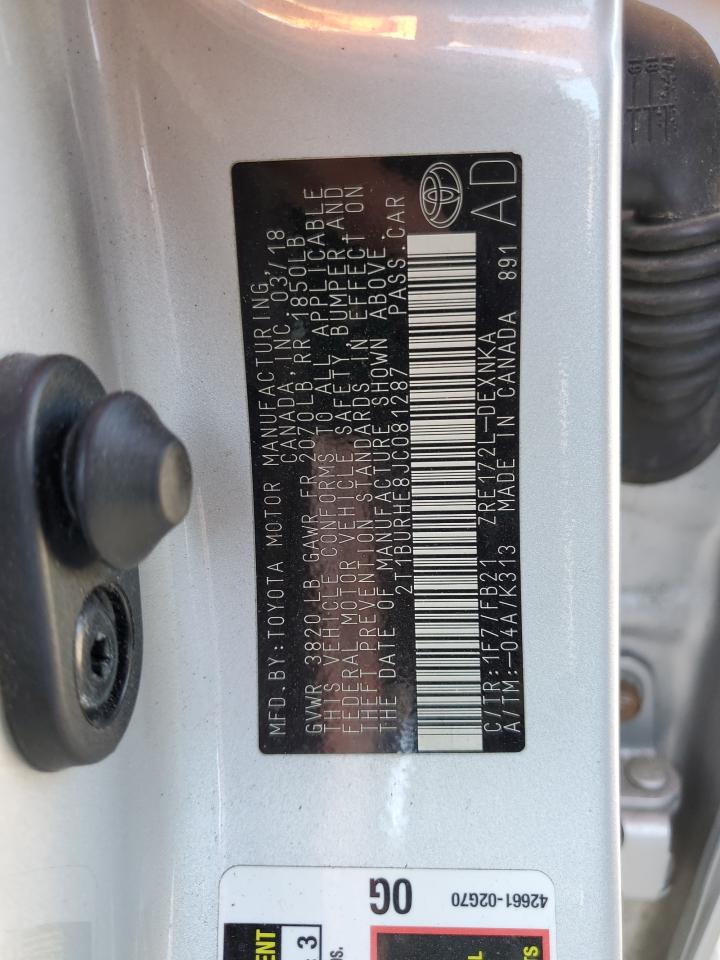 MFD.BY:TOYOTA MOTOR MANUFACTURING,
CANADA,INC. 03/18
GVWR 3820LB GAWR FR 2070LB RR 1850LB
THIS VEHICLE CONFORMS TO ALL APPLICABLE
FEDERAL MOTOR VEHICLE SAFETY, BUMPER AND
THEFT PREVENTION STANDARDS IN EFFECT ON
THE DATE OF MANUFACTURE SHOWN ABOVE.
2T1BURHE8JC081287 PASS.CAR
C/TR:1F7/FB21 ZRE172L-DEXNKA
A/TM:-04A/K313 MADE IN CANADA 891
AD
0G
42661-02G70
3